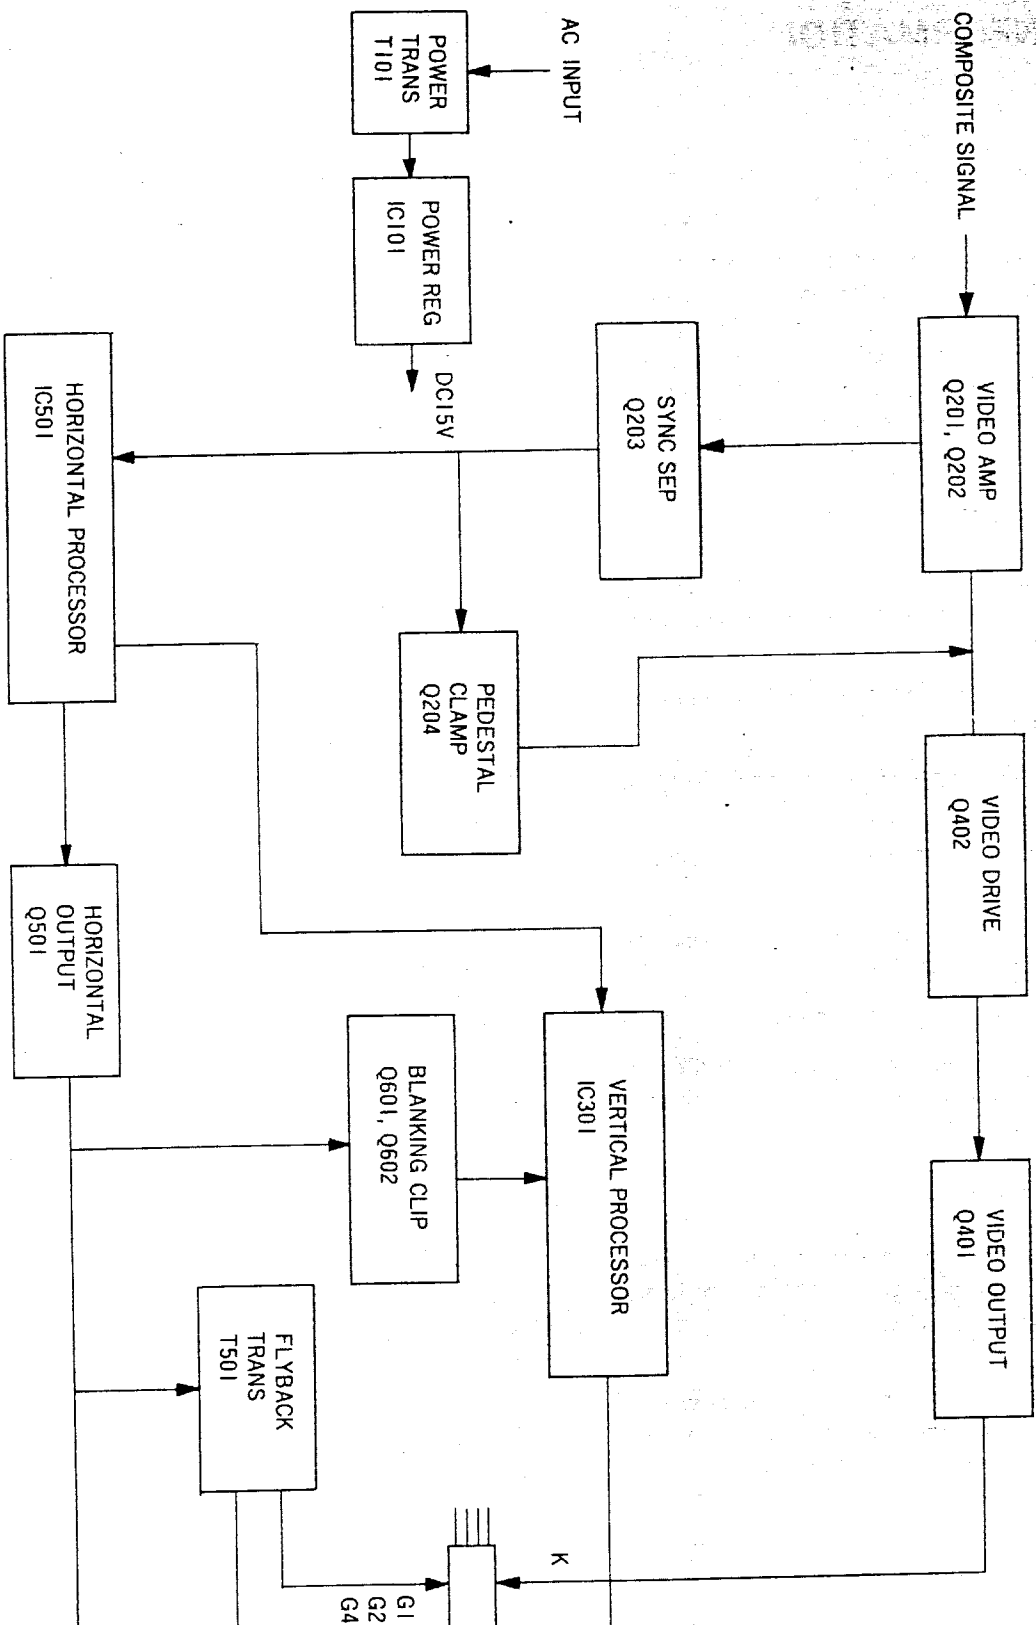 COMPOSITE SIGNAL
VIDEO AMP
Q201, Q202
VIDEO DRIVE
Q402
VIDEO OUTPUT
Q401
SYNC SEP
Q203
PEDESTAL
CLAMP
Q204
VERTICAL PROCESSOR
IC301
K
AC INPUT
POWER
TRANS
T101
POWER REG
IC101
DC15V
BLANKING CLIP
Q601, Q602
G1
G2
G4
FLYBACK
TRANS
T501
HORIZONTAL PROCESSOR
IC501
HORIZONTAL
OUTPUT
Q501